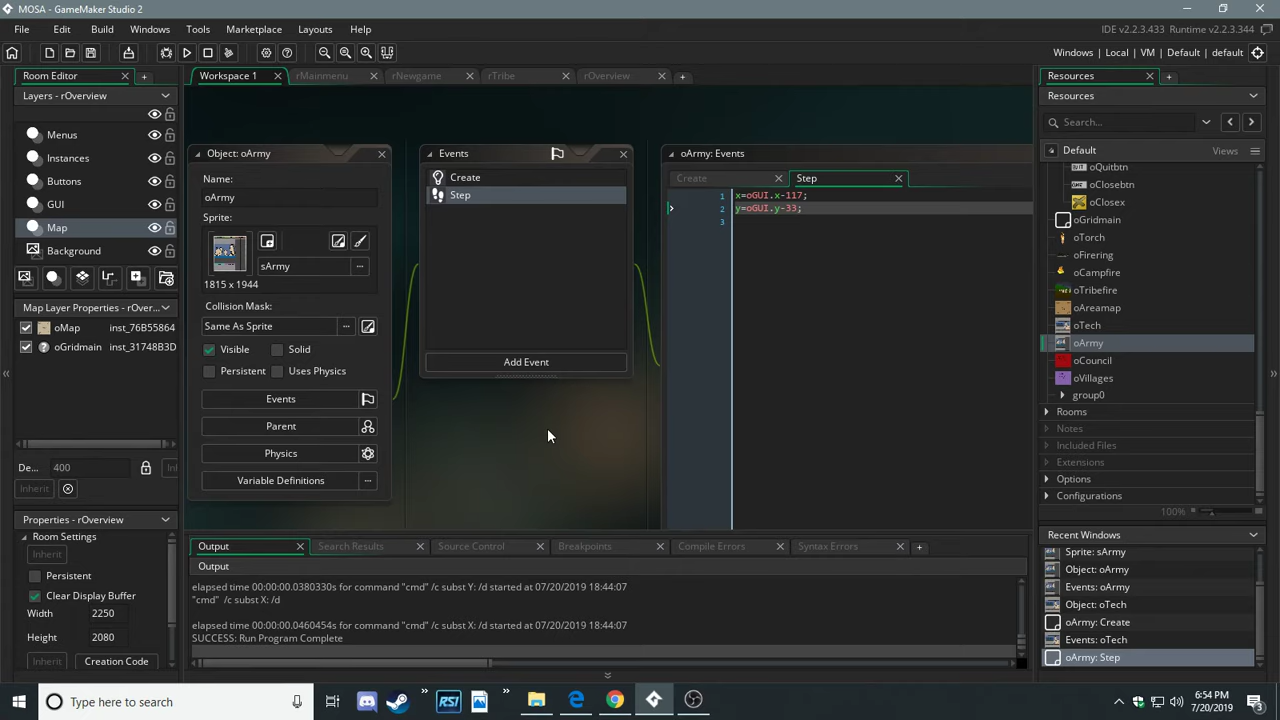 MOSA - GameMaker Studio 2
File Edit Build Windows Tools Marketplace Layouts Help
IDE v2.2.3.433 Runtime v2.2.3.344
Windows | Local | VM | Default | default
Room Editor
Layers - rOverview
Menus
Instances
Buttons
GUI
Map
Background
Map Layer Properties - rOver...
oMap inst_76B55864
oGridmain inst_31748B3D
De... 400
Inherit
Properties - rOverview
Room Settings
Inherit
Persistent
Clear Display Buffer
Width 2250
Height 2080
Inherit Creation Code
Workspace 1 rMainmenu rNewgame rTribe rOverview
Object: oArmy
Name:
oArmy
Sprite:
sArmy
1815 x 1944
Collision Mask:
Same As Sprite
Visible Solid
Persistent Uses Physics
Events
Parent
Physics
Variable Definitions
Events
Create
Step
Add Event
oArmy: Events
Create Step
1 x=oGUI.x-117;
2 y=oGUI.y-33;
3
Output Search Results Source Control Breakpoints Compile Errors Syntax Errors
Output
elapsed time 00:00:00.0380330s for command "cmd" /c subst Y: /d started at 07/20/2019 18:44:07
"cmd" /c subst X: /d
elapsed time 00:00:00.0460454s for command "cmd" /c subst X: /d started at 07/20/2019 18:44:07
SUCCESS: Run Program Complete
Resources
Resources
Search...
Default Views
oQuitbtn
oClosebtn
oClosex
oGridmain
oTorch
oFirering
oCampfire
oTribefire
oAreamap
oTech
oArmy
oCouncil
oVillages
group0
Rooms
Notes
Included Files
Extensions
Options
Configurations
100%
Recent Windows
Sprite: sArmy
Object: oArmy
Events: oArmy
Object: oTech
oArmy: Create
Events: oTech
oArmy: Step
Type here to search
RSI
6:54 PM
7/20/2019
3